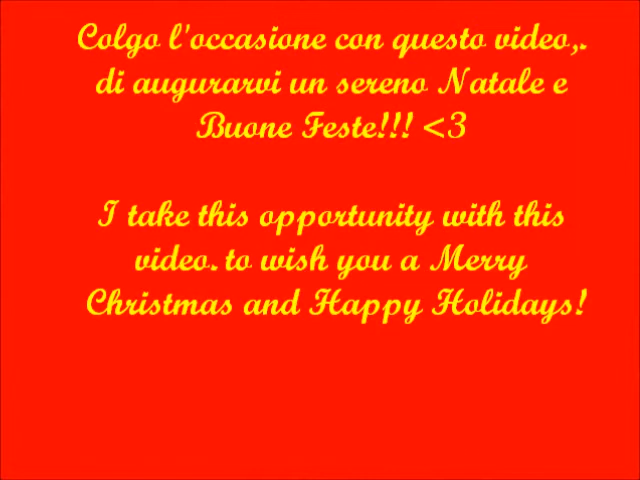 Colgo l'occasione con questo video,.
di augurarvi un sereno Natale e
Buone Feste!!! <3
I take this opportunity with this
video. to wish you a Merry
Christmas and Happy Holidays!